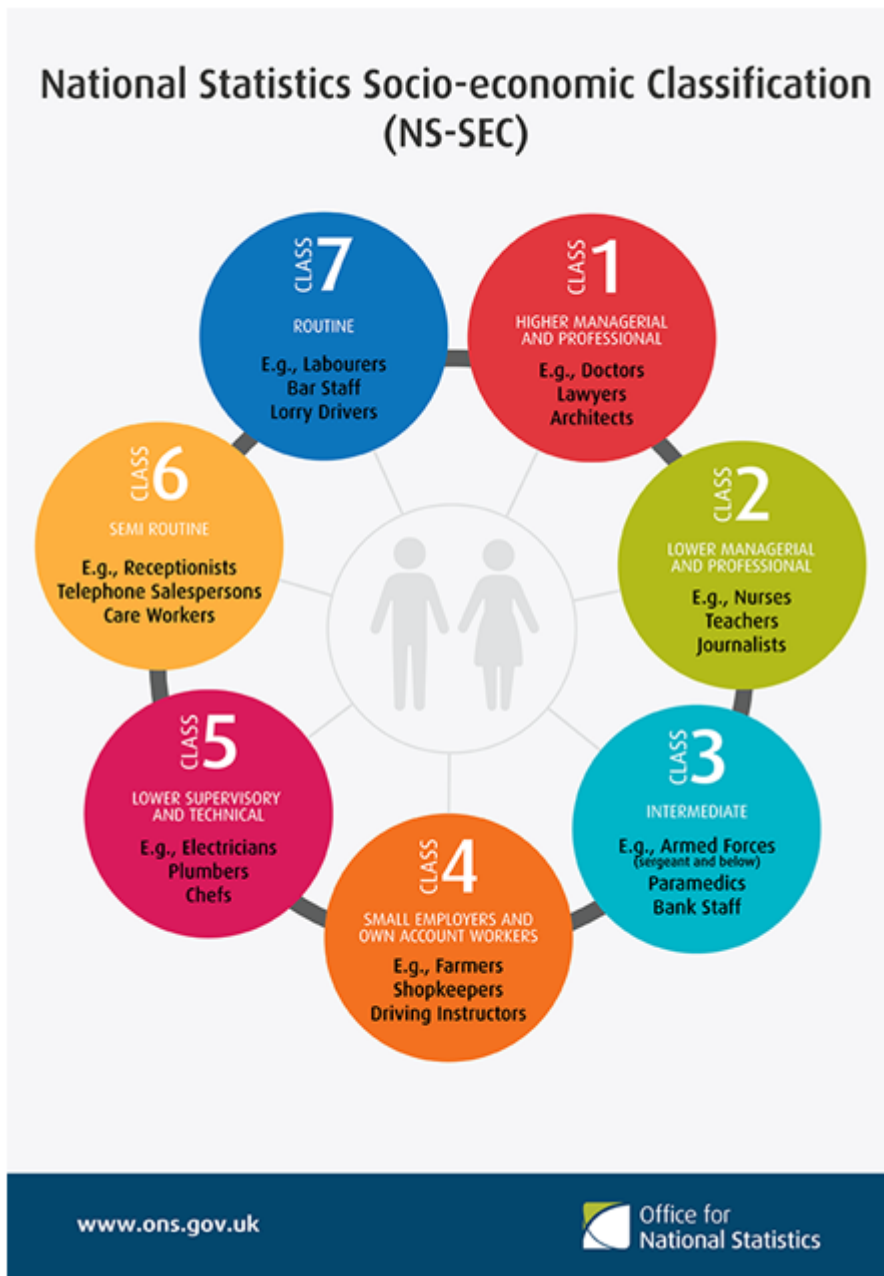 National Statistics Socio-economic Classification
(NS-SEC)
CLASS 1
HIGHER MANAGERIAL
AND PROFESSIONAL
E.g., Doctors
Lawyers
Architects
CLASS 2
LOWER MANAGERIAL
AND PROFESSIONAL
E.g., Nurses
Teachers
Journalists
CLASS 3
INTERMEDIATE
E.g., Armed Forces
(sergeant and below)
Paramedics
Bank Staff
CLASS 4
SMALL EMPLOYERS AND
OWN ACCOUNT WORKERS
E.g., Farmers
Shopkeepers
Driving Instructors
CLASS 5
LOWER SUPERVISORY
AND TECHNICAL
E.g., Electricians
Plumbers
Chefs
CLASS 6
SEMI ROUTINE
E.g., Receptionists
Telephone Salespersons
Care Workers
CLASS 7
ROUTINE
E.g., Labourers
Bar Staff
Lorry Drivers
www.ons.gov.uk
Office for
National Statistics